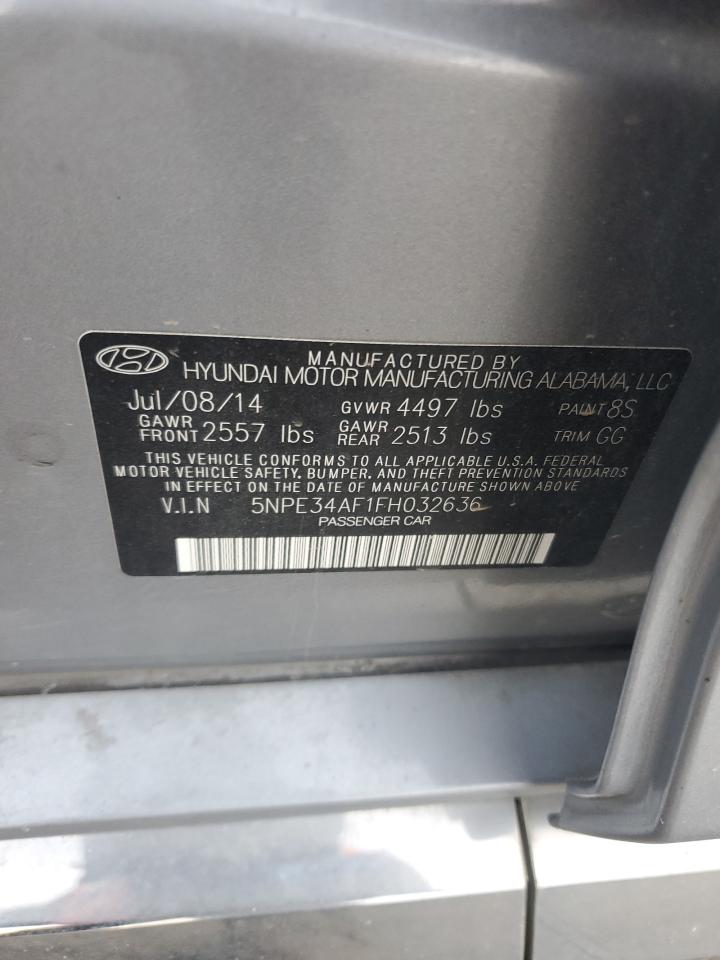 MANUFACTURED BY
HYUNDAI MOTOR MANUFACTURING ALABAMA, LLC
Jul/08/14 GVWR 4497 lbs PAINT 8S
GAWR FRONT 2557 lbs GAWR REAR 2513 lbs TRIM GG
THIS VEHICLE CONFORMS TO ALL APPLICABLE U.S.A. FEDERAL
MOTOR VEHICLE SAFETY, BUMPER, AND THEFT PREVENTION STANDARDS
IN EFFECT ON THE DATE OF MANUFACTURE SHOWN ABOVE.
V.I.N 5NPE34AF1FH032636
PASSENGER CAR